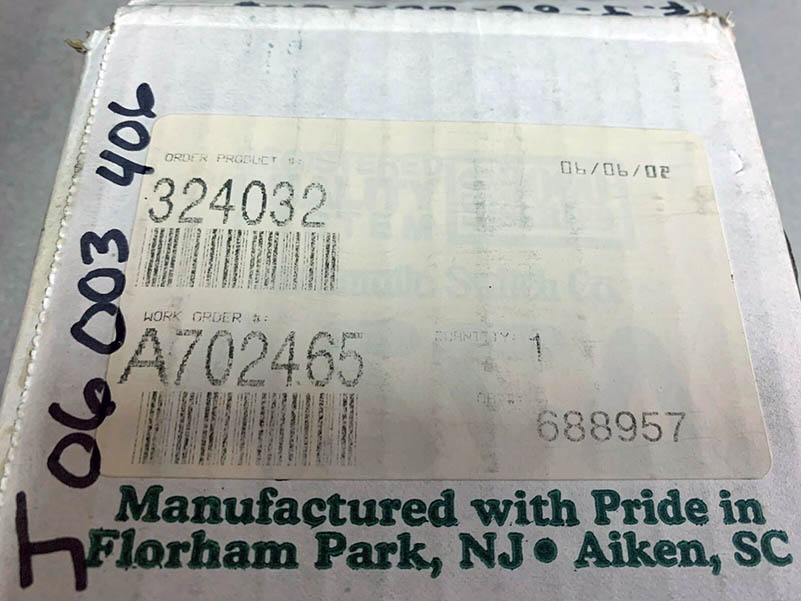 ORDER PRODUCT #:
06/06/02
324032
WORK ORDER #:
A702465
QUANTITY: 1
688957
Manufactured with Pride in
Florham Park, NJ • Aiken, SC
J 06 003 406